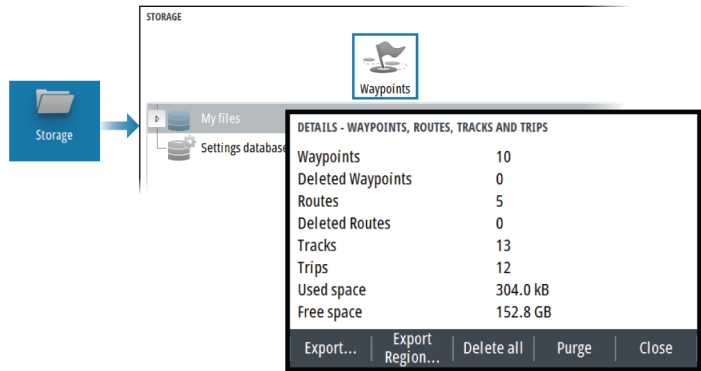 STORAGE
Waypoints
Storage
My files
Settings database
DETAILS - WAYPOINTS, ROUTES, TRACKS AND TRIPS
Waypoints 10
Deleted Waypoints 0
Routes 5
Deleted Routes 0
Tracks 13
Trips 12
Used space 304.0 kB
Free space 152.8 GB
Export... Export Region... Delete all Purge Close